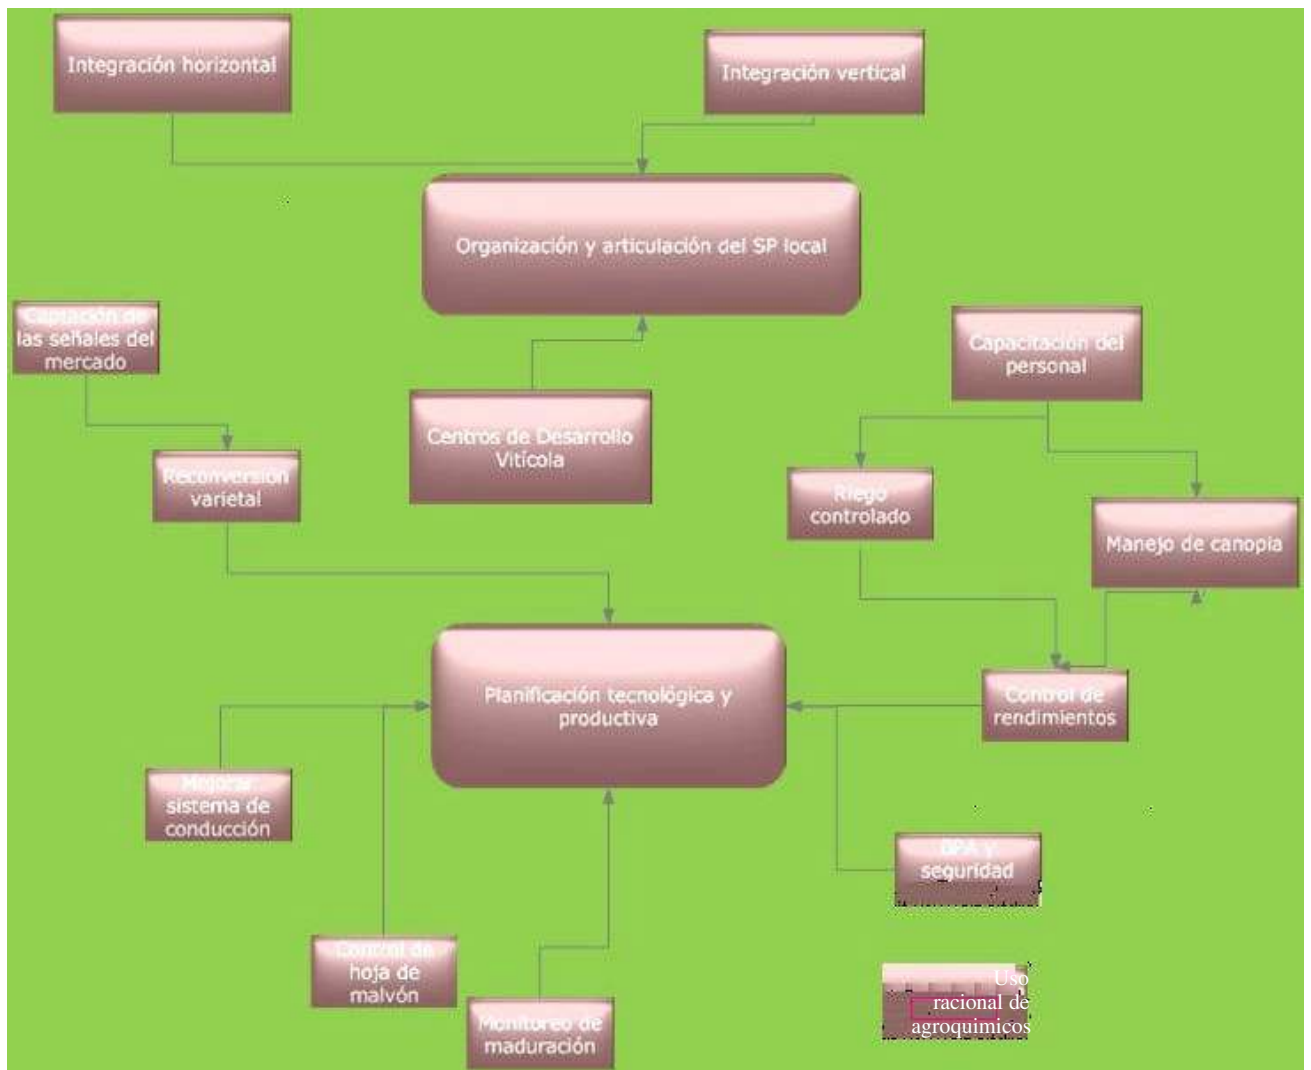 Integración horizontal
Integración vertical
Organización y articulación del SP local
Captación de
las señales del
mercado
Capacitación del
personal
Centros de Desarrollo
Vitícola
Reconversión
varietal
Riego
controlado
Manejo de canopia
Planificación tecnológica y
productiva
Control de
rendimientos
Mejorar
sistema de
conducción
BPA y
seguridad
Control de
hoja de
malvón
Monitoreo de
maduración
Uso
racional de
agroquimicos